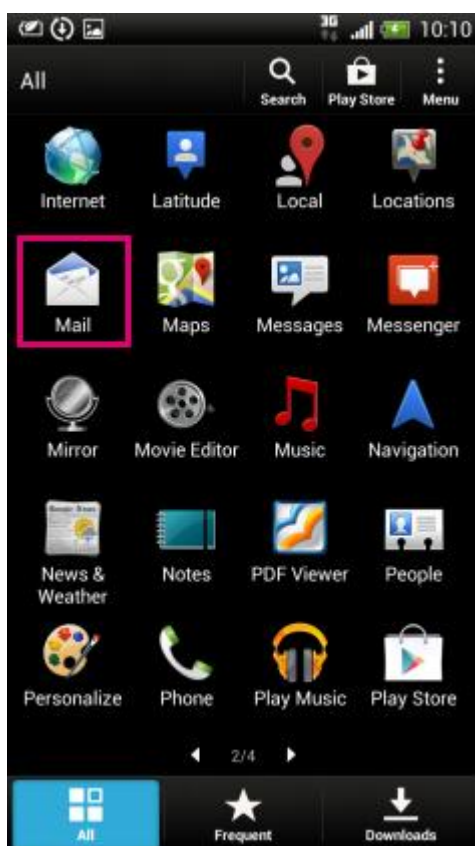 3G 10:10
All Search Play Store Menu
Internet Latitude Local Locations
Mail Maps Messages Messenger
Mirror Movie Editor Music Navigation
News & Weather Notes PDF Viewer People
Personalize Phone Play Music Play Store
2/4
All Frequent Downloads